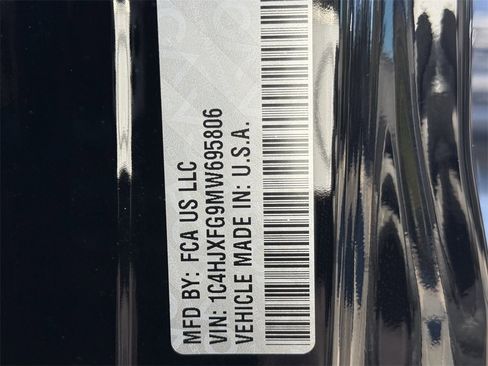 MFD BY: FCA US LLC
VIN: 1C4HJXFG9MW695806
VEHICLE MADE IN: U.S.A.